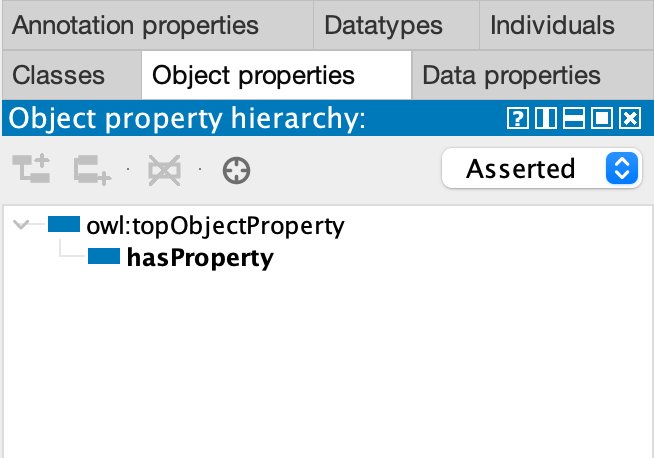 Annotation properties Datatypes Individuals
Classes Object properties Data properties
Object property hierarchy:
Asserted
owl:topObjectProperty
hasProperty